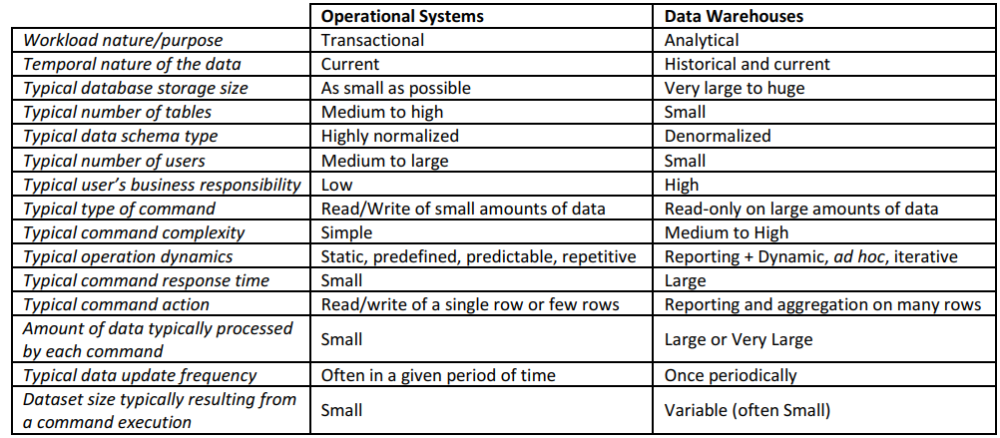 Operational Systems Data Warehouses
Workload nature/purpose Transactional Analytical
Temporal nature of the data Current Historical and current
Typical database storage size As small as possible Very large to huge
Typical number of tables Medium to high Small
Typical data schema type Highly normalized Denormalized
Typical number of users Medium to large Small
Typical user's business responsibility Low High
Typical type of command Read/Write of small amounts of data Read-only on large amounts of data
Typical command complexity Simple Medium to High
Typical operation dynamics Static, predefined, predictable, repetitive Reporting + Dynamic, ad hoc, iterative
Typical command response time Small Large
Typical command action Read/write of a single row or few rows Reporting and aggregation on many rows
Amount of data typically processed
by each command Small Large or Very Large
Typical data update frequency Often in a given period of time Once periodically
Dataset size typically resulting from
a command execution Small Variable (often Small)